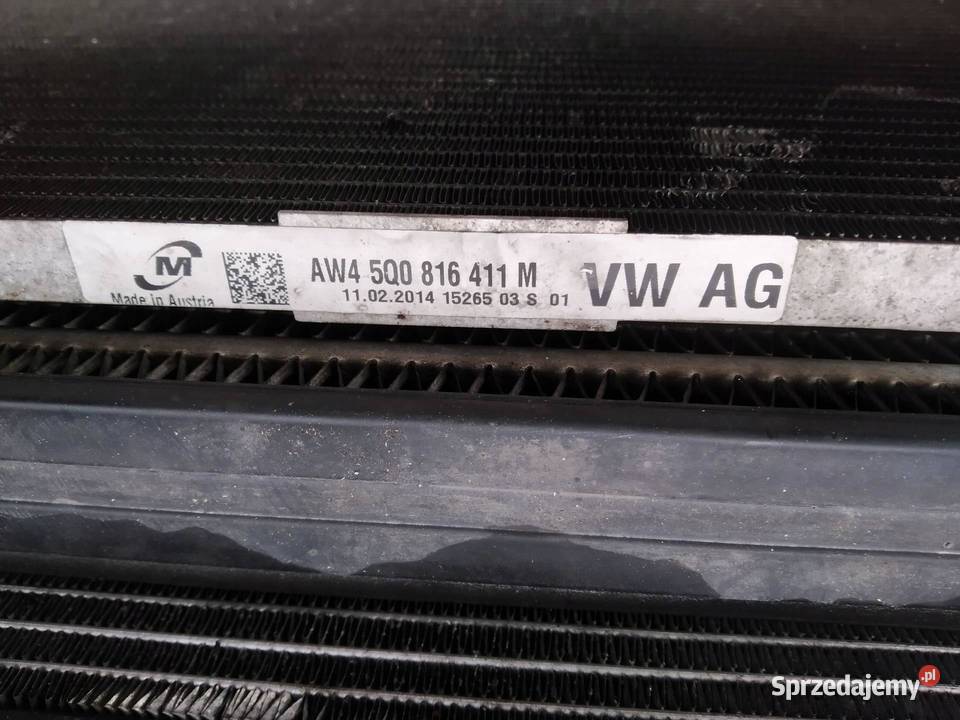 M
Made in Austria
AW4 5Q0 816 411 M
11.02.2014 15265 03 S 01
VW AG
Sprzedajemy.pl